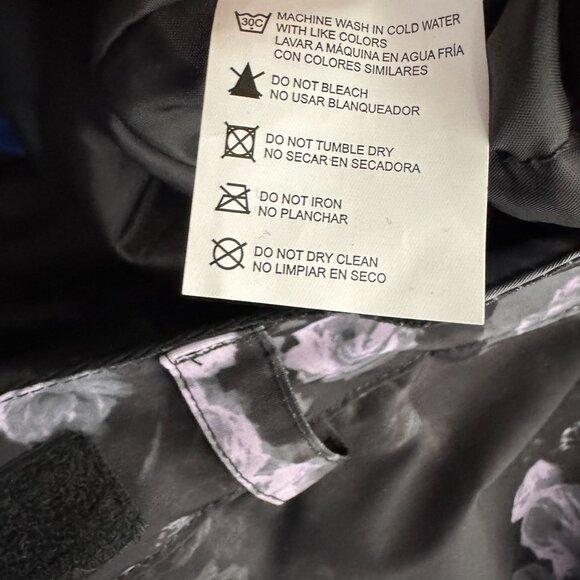 30C
MACHINE WASH IN COLD WATER
WITH LIKE COLORS
LAVAR A MÁQUINA EN AGUA FRÍA
CON COLORES SIMILARES
DO NOT BLEACH
NO USAR BLANQUEADOR
DO NOT TUMBLE DRY
NO SECAR EN SECADORA
DO NOT IRON
NO PLANCHAR
DO NOT DRY CLEAN
NO LIMPIAR EN SECO